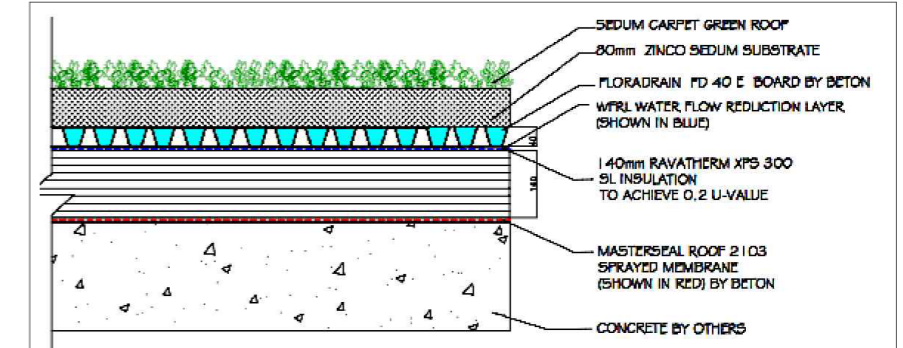 SEDUM CARPET GREEN ROOF
80mm ZINCO SEDUM SUBSTRATE
FLORADRAIN FD 40 E BOARD BY BETON
WFRL WATER FLOW REDUCTION LAYER
(SHOWN IN BLUE)
40
140mm RAVATHERM XPS 300
SL INSULATION
TO ACHIEVE 0,2 U-VALUE
140
MASTERSEAL ROOF 2103
SPRAYED MEMBRANE
(SHOWN IN RED) BY BETON
CONCRETE BY OTHERS